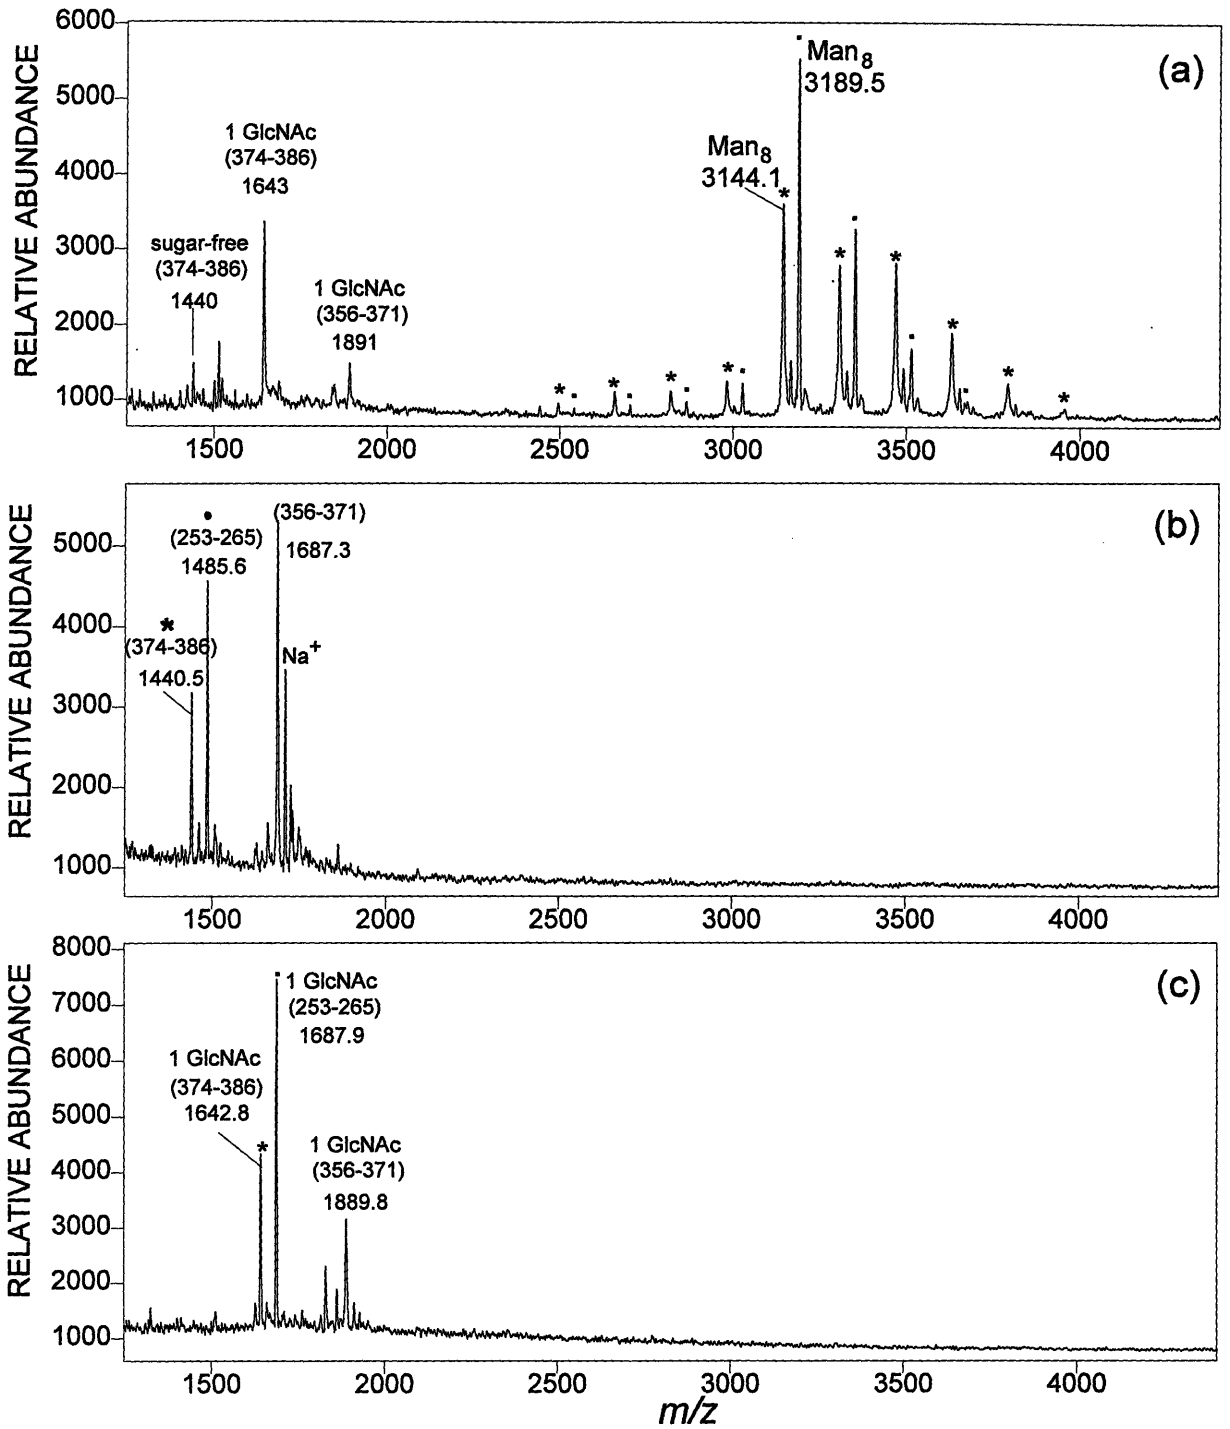 RELATIVE ABUNDANCE
6000
5000
4000
3000
2000
1000
(a)
Man8
3189.5
Man8
3144.1
*
1 GlcNAc
(374-386)
1643
sugar-free
(374-386)
1440
1 GlcNAc
(356-371)
1891
* * * * * * * * *
1500 2000 2500 3000 3500 4000
RELATIVE ABUNDANCE
5000
4000
3000
2000
1000
(b)
(356-371)
1687.3
•
(253-265)
1485.6
*
(374-386)
1440.5
Na+
1500 2000 2500 3000 3500 4000
RELATIVE ABUNDANCE
8000
7000
6000
5000
4000
3000
2000
1000
(c)
1 GlcNAc
(253-265)
1687.9
1 GlcNAc
(374-386)
1642.8
*
1 GlcNAc
(356-371)
1889.8
1500 2000 2500 3000 3500 4000
m/z